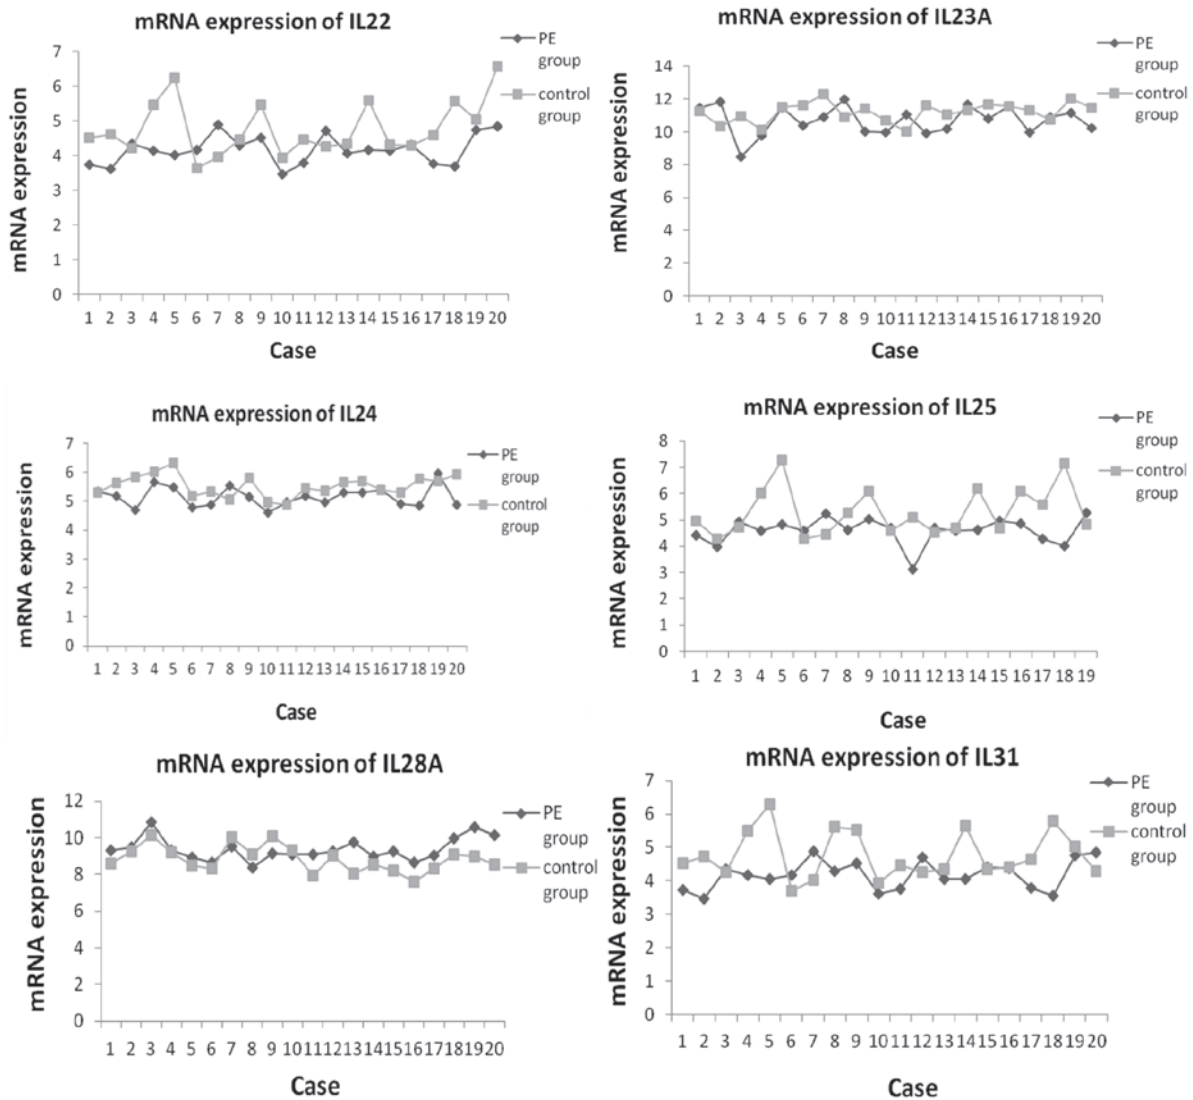 mRNA expression of IL22
PE
group
control
group
mRNA expression
7
6
5
4
3
2
1
0
1 2 3 4 5 6 7 8 9 10 11 12 13 14 15 16 17 18 19 20
Case
mRNA expression of IL23A
PE
group
control
group
mRNA expression
14
12
10
8
6
4
2
0
1 2 3 4 5 6 7 8 9 10 11 12 13 14 15 16 17 18 19 20
Case
mRNA expression of IL24
PE
group
control
group
mRNA expression
7
6
5
4
3
2
1
0
1 2 3 4 5 6 7 8 9 10 11 12 13 14 15 16 17 18 19 20
Case
mRNA expression of IL25
PE
group
control
group
mRNA expression
8
7
6
5
4
3
2
1
0
1 2 3 4 5 6 7 8 9 10 11 12 13 14 15 16 17 18 19
Case
mRNA expression of IL28A
PE
group
control
group
mRNA expression
12
10
8
6
4
2
0
1 2 3 4 5 6 7 8 9 10 11 12 13 14 15 16 17 18 19 20
Case
mRNA expression of IL31
PE
group
control
group
mRNA expression
7
6
5
4
3
2
1
0
1 2 3 4 5 6 7 8 9 10 11 12 13 14 15 16 17 18 19 20
Case